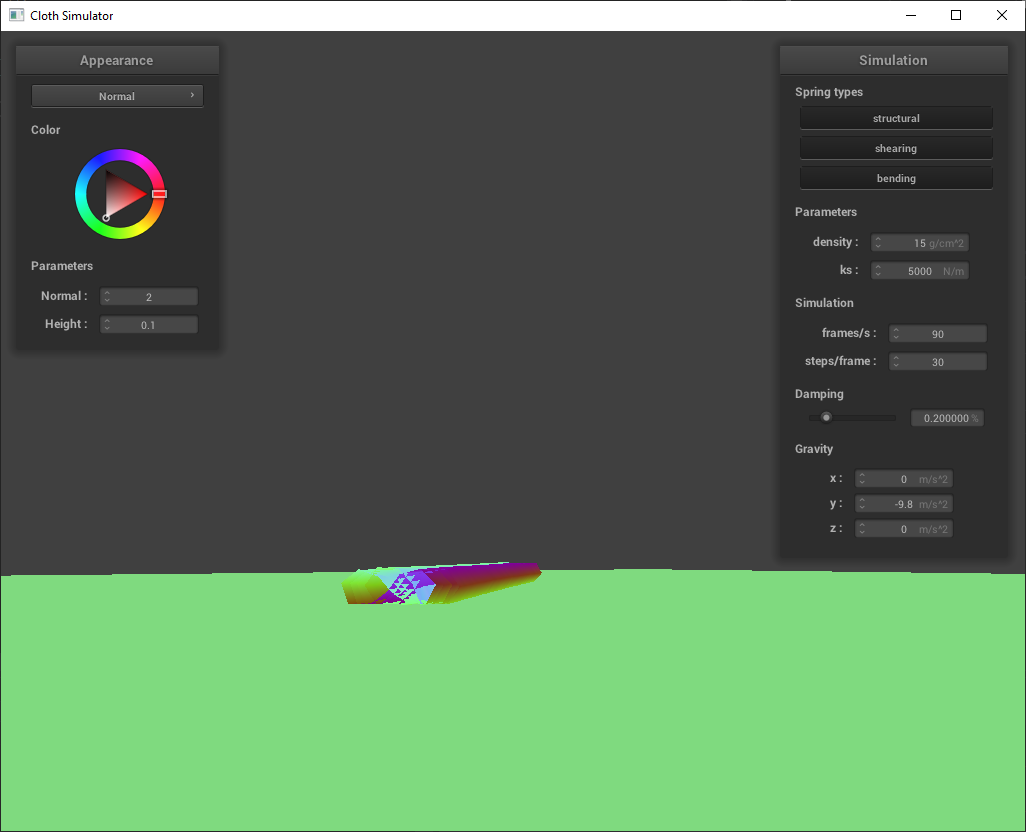 Cloth Simulator
Appearance
Normal
Color
Parameters
Normal : 2
Height : 0.1
Simulation
Spring types
structural
shearing
bending
Parameters
density : 15 g/cm^2
ks : 5000 N/m
Simulation
frames/s : 90
steps/frame : 30
Damping
0.200000 %
Gravity
x : 0 m/s^2
y : -9.8 m/s^2
z : 0 m/s^2